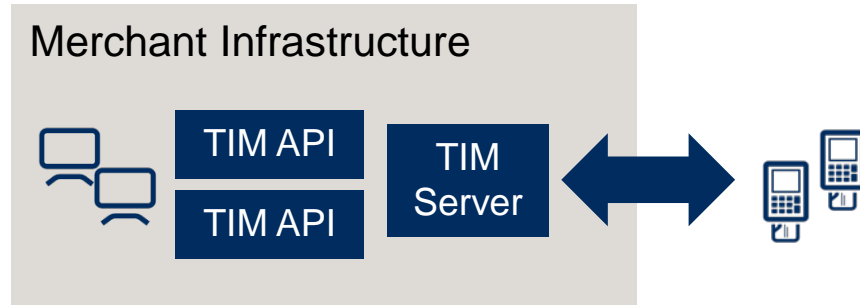 Merchant Infrastructure
TIM API
TIM API
TIM
Server